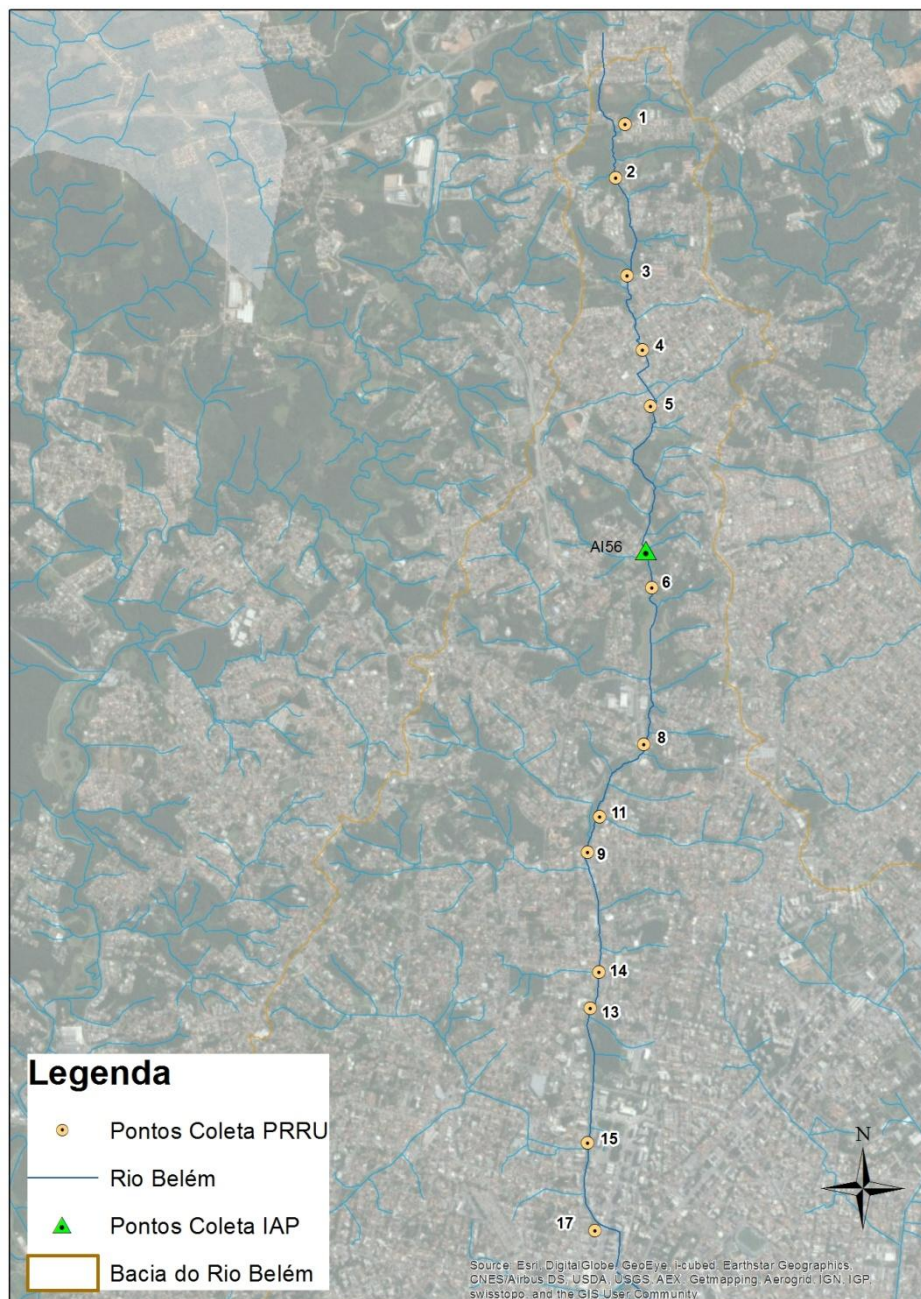 1
2
3
4
5
AI56
6
8
11
9
14
13
15
17
N
Legenda
Pontos Coleta PRRU
Rio Belém
Pontos Coleta IAP
Bacia do Rio Belém
Source: Esri, DigitalGlobe, GeoEye, i-cubed, Earthstar Geographics,
CNES/Airbus DS, USDA, USGS, AEX, Getmapping, Aerogrid, IGN, IGP,
swisstopo, and the GIS User Community